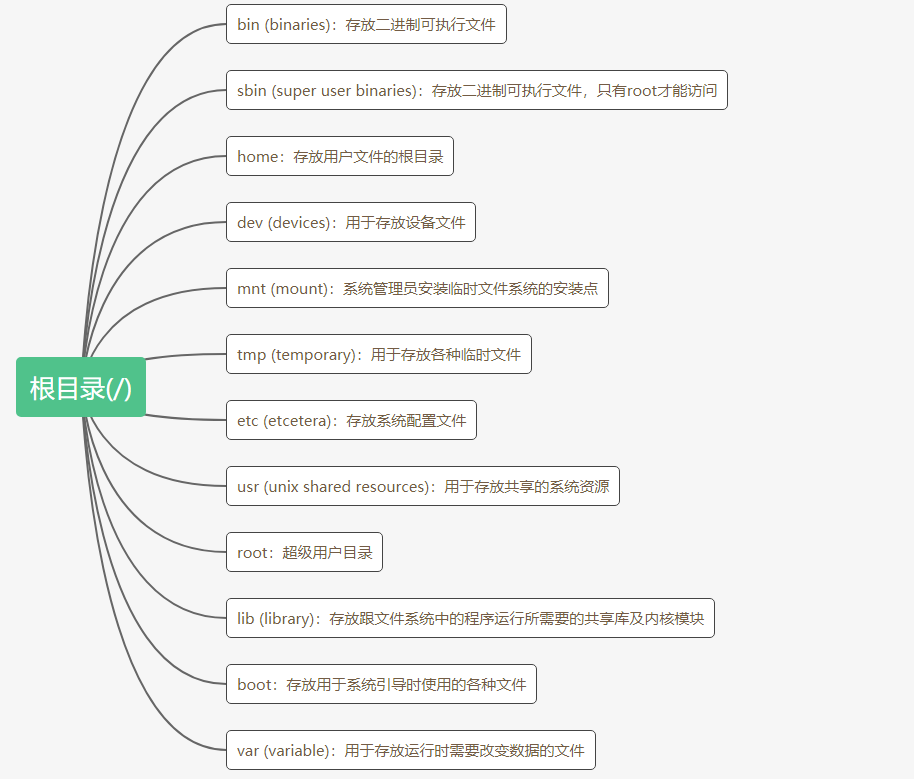 bin (binaries)：存放二进制可执行文件
sbin (super user binaries)：存放二进制可执行文件，只有root才能访问
home：存放用户文件的根目录
dev (devices)：用于存放设备文件
mnt (mount)：系统管理员安装临时文件系统的安装点
tmp (temporary)：用于存放各种临时文件
根目录(/)
etc (etcetera)：存放系统配置文件
usr (unix shared resources)：用于存放共享的系统资源
root：超级用户目录
lib (library)：存放跟文件系统中的程序运行所需要的共享库及内核模块
boot：存放用于系统引导时使用的各种文件
var (variable)：用于存放运行时需要改变数据的文件